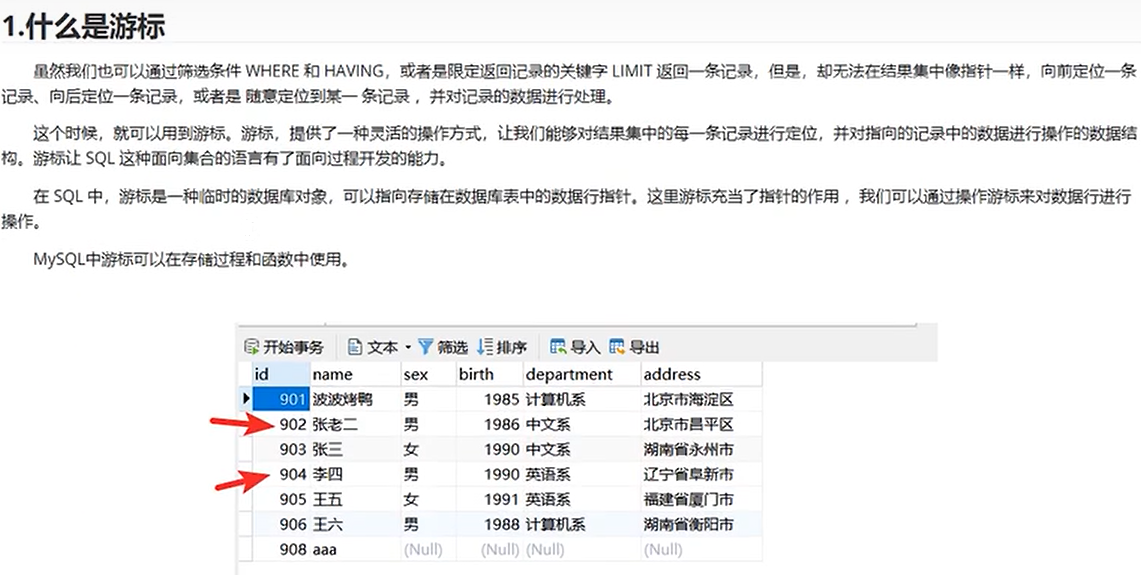 1.什么是游标
虽然我们也可以通过筛选条件 WHERE 和 HAVING，或者是限定返回记录的关键字 LIMIT 返回一条记录，但是，却无法在结果集中像指针一样，向前定位一条
记录、向后定位一条记录，或者是 随意定位到某一 条记录 ，并对记录的数据进行处理。
这个时候，就可以用到游标。游标，提供了一种灵活的操作方式，让我们能够对结果集中的每一条记录进行定位，并对指向的记录中的数据进行操作的数据结
构。游标让 SQL 这种面向集合的语言有了面向过程开发的能力。
在 SQL 中，游标是一种临时的数据库对象，可以指向存储在数据库表中的数据行指针。这里游标充当了指针的作用 ，我们可以通过操作游标来对数据行进行
操作。
MySQL中游标可以在存储过程和函数中使用。
开始事务 文本 筛选 排序 导入 导出
id name sex birth department address
901 波波烤鸭 男 1985 计算机系 北京市海淀区
902 张老二 男 1986 中文系 北京市昌平区
903 张三 女 1990 中文系 湖南省永州市
904 李四 男 1990 英语系 辽宁省阜新市
905 王五 女 1991 英语系 福建省厦门市
906 王六 男 1988 计算机系 湖南省衡阳市
908 aaa (Null) (Null) (Null) (Null)